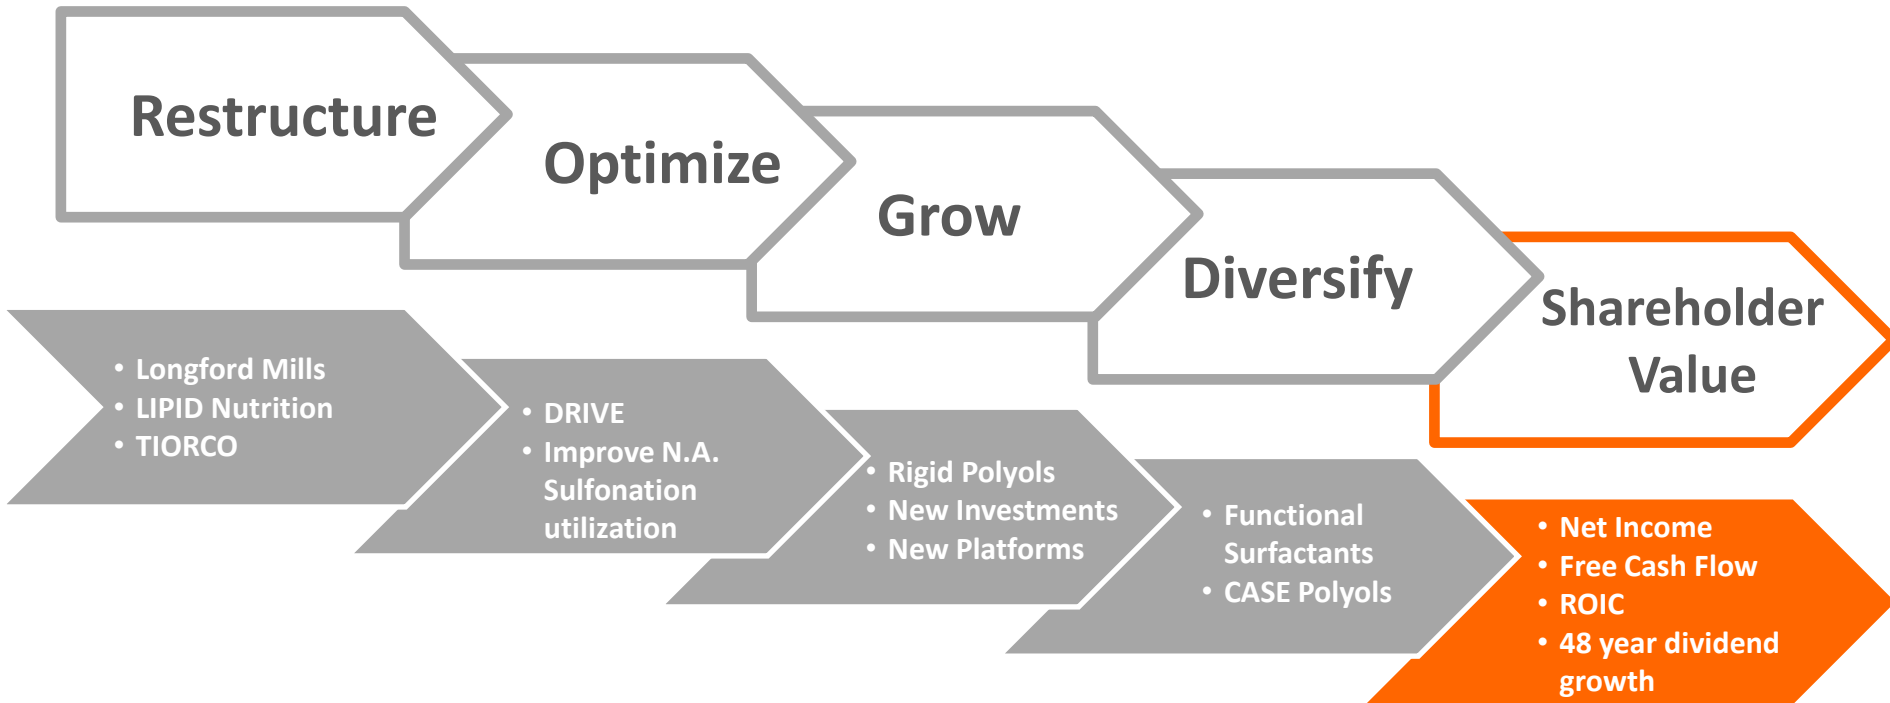 Restructure
Optimize
Grow
Diversify
Shareholder
Value
• Longford Mills
• LIPID Nutrition
• TIORCO
• DRIVE
• Improve N.A.
Sulfonation
utilization
• Rigid Polyols
• New Investments
• New Platforms
• Functional
Surfactants
• CASE Polyols
• Net Income
• Free Cash Flow
• ROIC
• 48 year dividend
growth